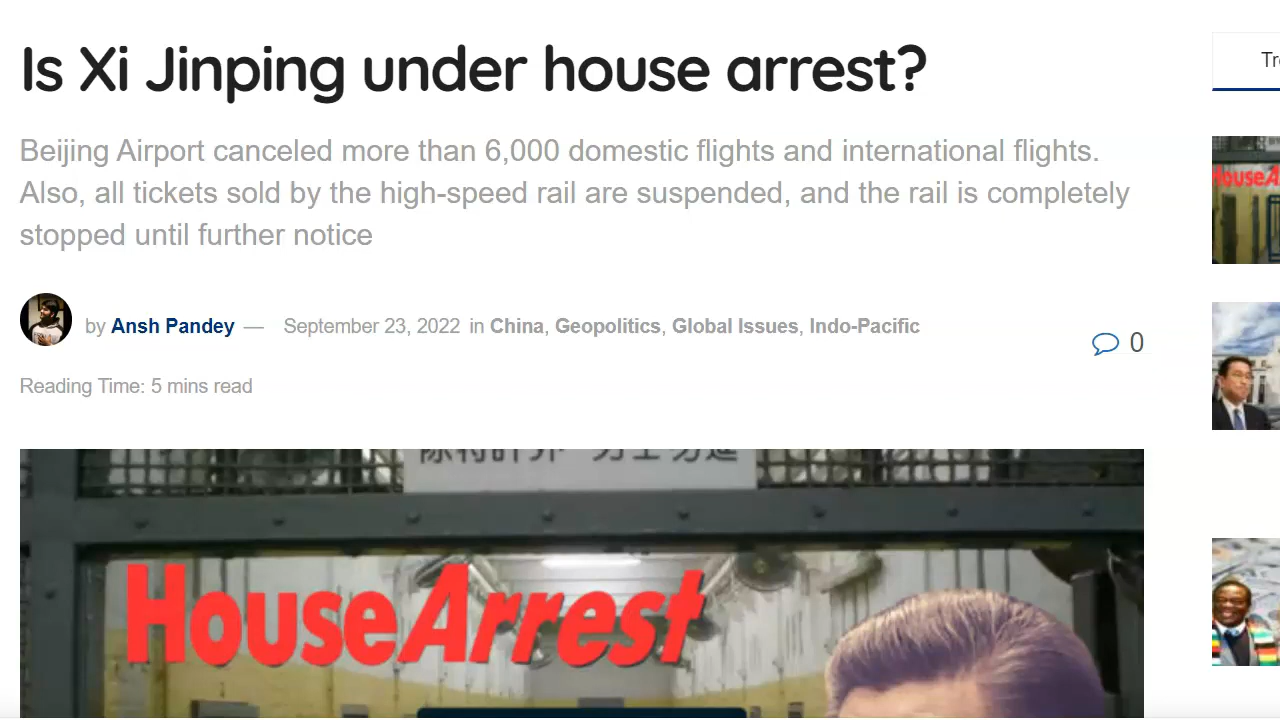 Is Xi Jinping under house arrest?
Tr
Beijing Airport canceled more than 6,000 domestic flights and international flights.
Also, all tickets sold by the high-speed rail are suspended, and the rail is completely
stopped until further notice
by Ansh Pandey — September 23, 2022 in China, Geopolitics, Global Issues, Indo-Pacific
0
Reading Time: 5 mins read
House Arrest